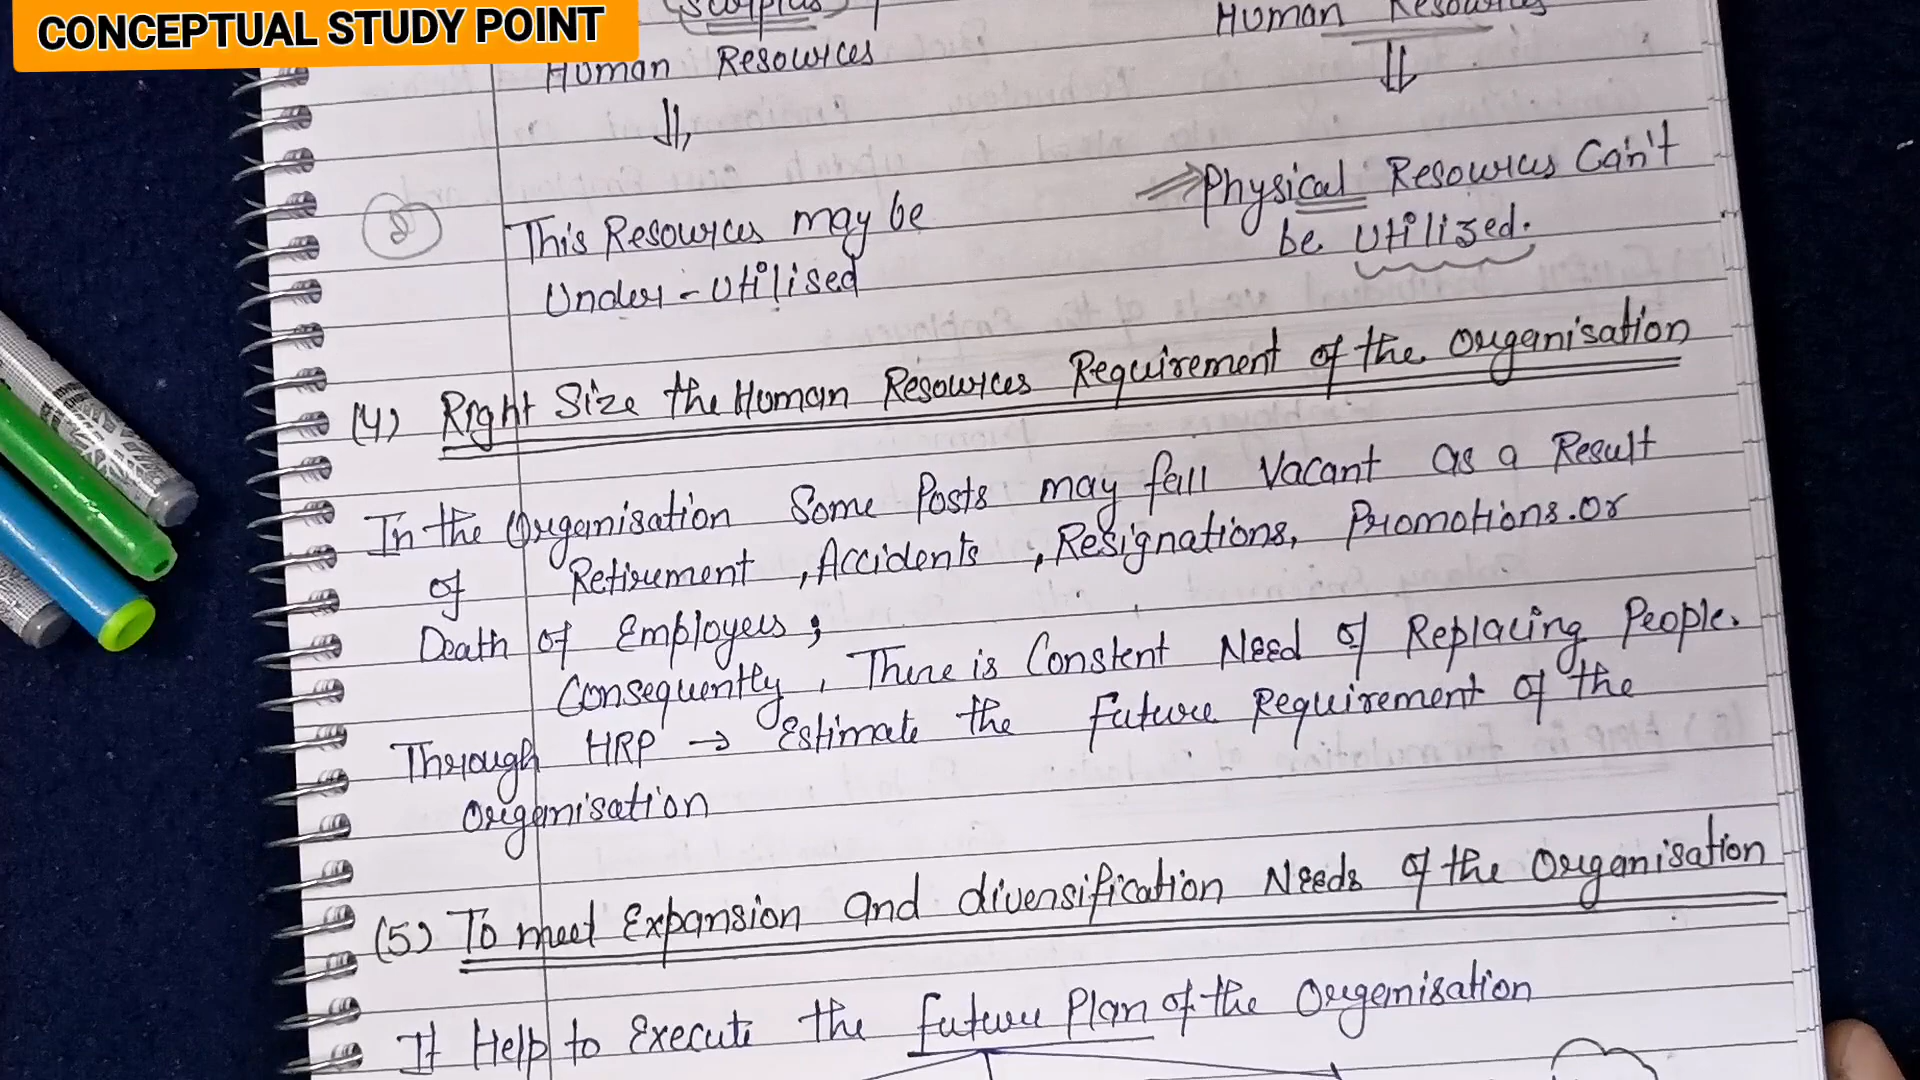 CONCEPTUAL STUDY POINT
(Surplus)
Human Resources
Human Resources
This Resources may be
Under-Utilised
Physical Resources Can't
be Utilized.
(4) Right Size the Human Resources Requirement of the Organisation
In the Organisation Some Posts may fall Vacant as a Result
of Retirement, Accidents, Resignations, Promotions. or
Death of Employees;
Consequently, There is Constent Need of Replacing People.
Through HRP → Estimate the future Requirement of the
Organisation
(5) To meet Expansion and diversification Needs of the Organisation
It Help to Execute the future Plan of the Organisation